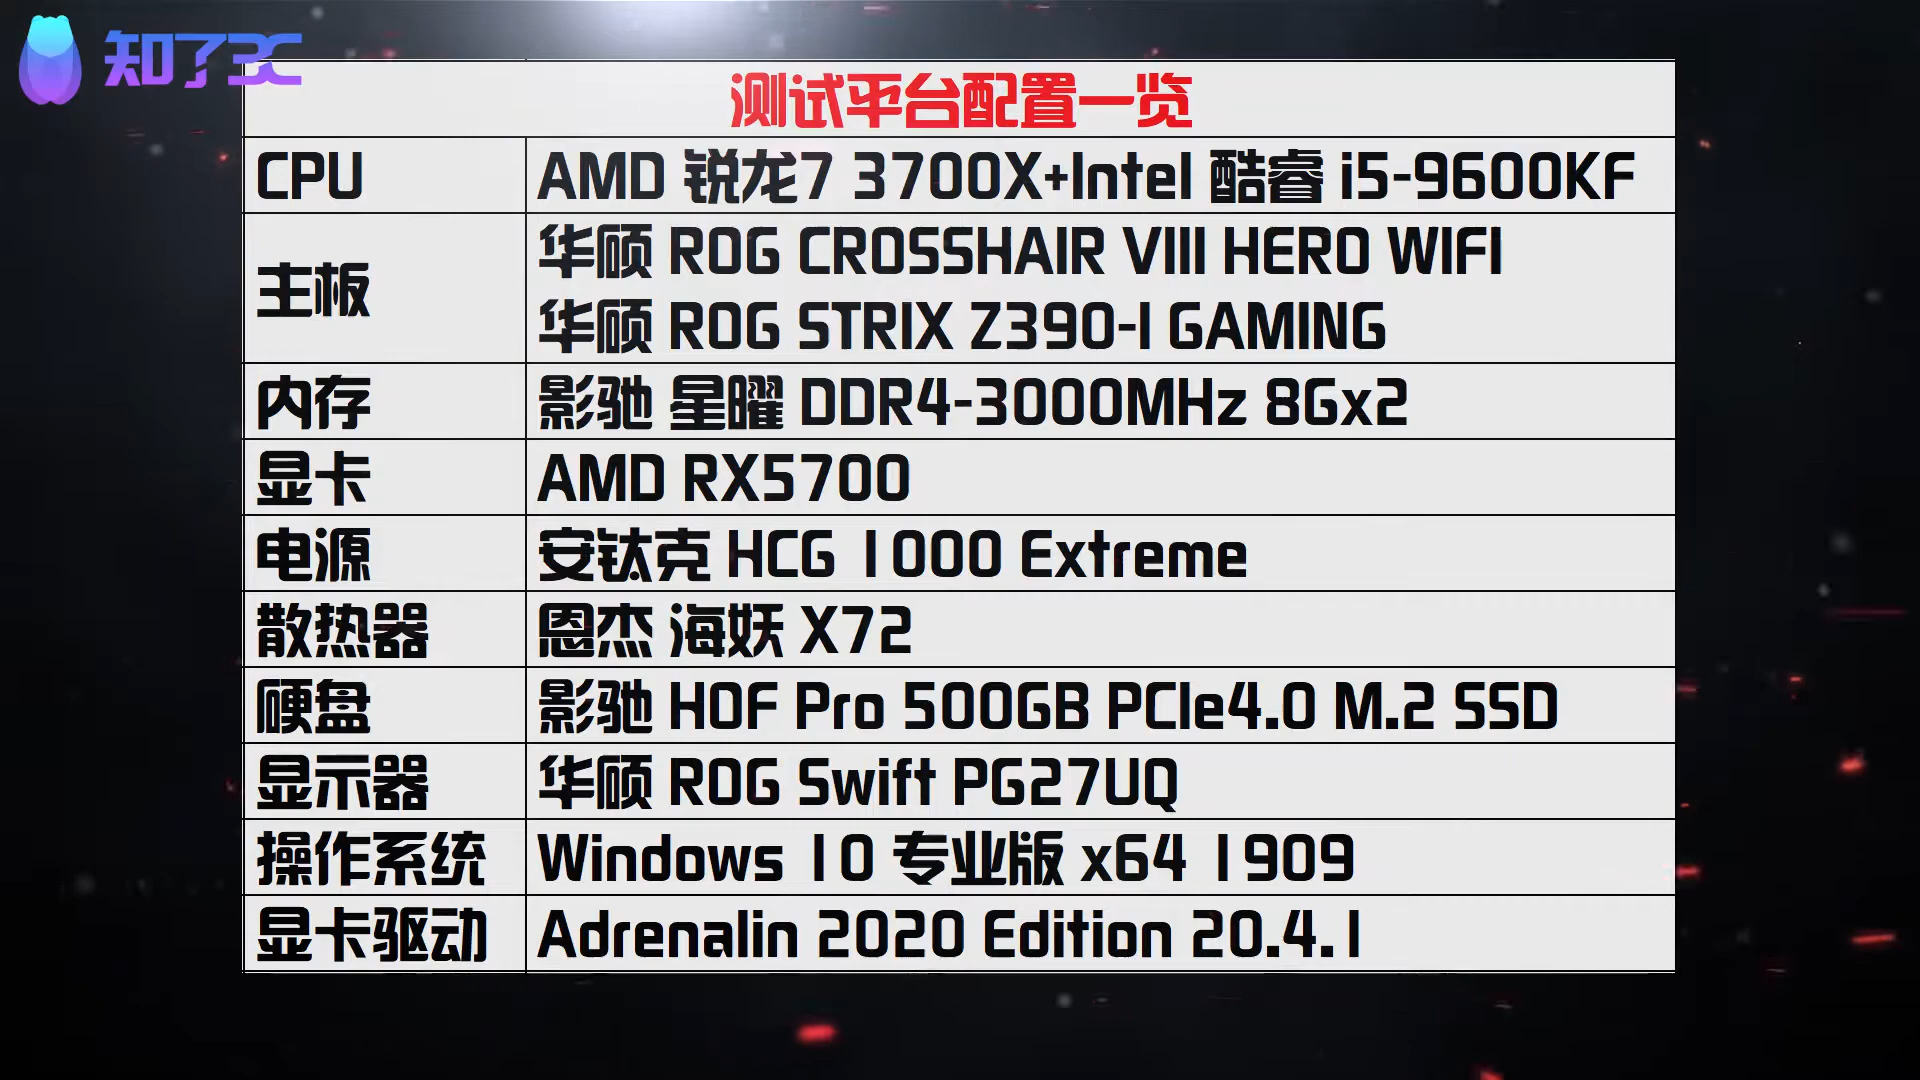 知了3C
测试平台配置一览
CPU
AMD 锐龙7 3700X+Intel 酷睿 i5-9600KF
主板
华硕 ROG CROSSHAIR VIII HERO WIFI
华硕 ROG STRIX Z390-I GAMING
内存
影驰 星曜 DDR4-3000MHz 8Gx2
显卡
AMD RX5700
电源
安钛克 HCG 1000 Extreme
散热器
恩杰 海妖 X72
硬盘
影驰 HOF Pro 500GB PCIe4.0 M.2 SSD
显示器
华硕 ROG Swift PG27UQ
操作系统
Windows 10 专业版 x64 1909
显卡驱动
Adrenalin 2020 Edition 20.4.1